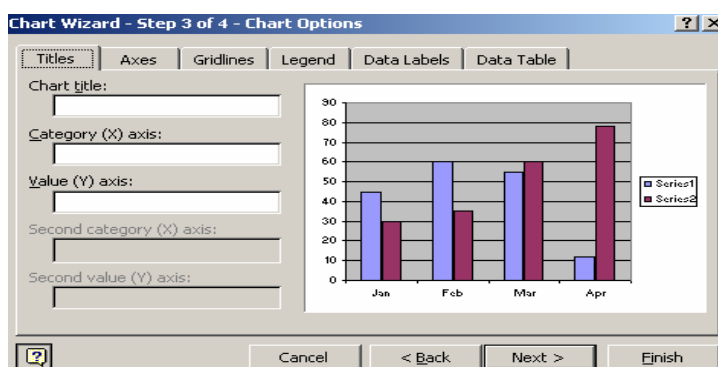 Chart Wizard - Step 3 of 4 - Chart Options
Titles Axes Gridlines Legend Data Labels Data Table
Chart title:
Category (X) axis:
Value (Y) axis:
Second category (X) axis:
Second value (Y) axis:
90
80
70
60
50
40
30
20
10
0
Jan Feb Mar Apr
Series1
Series2
Cancel < Back Next > Finish